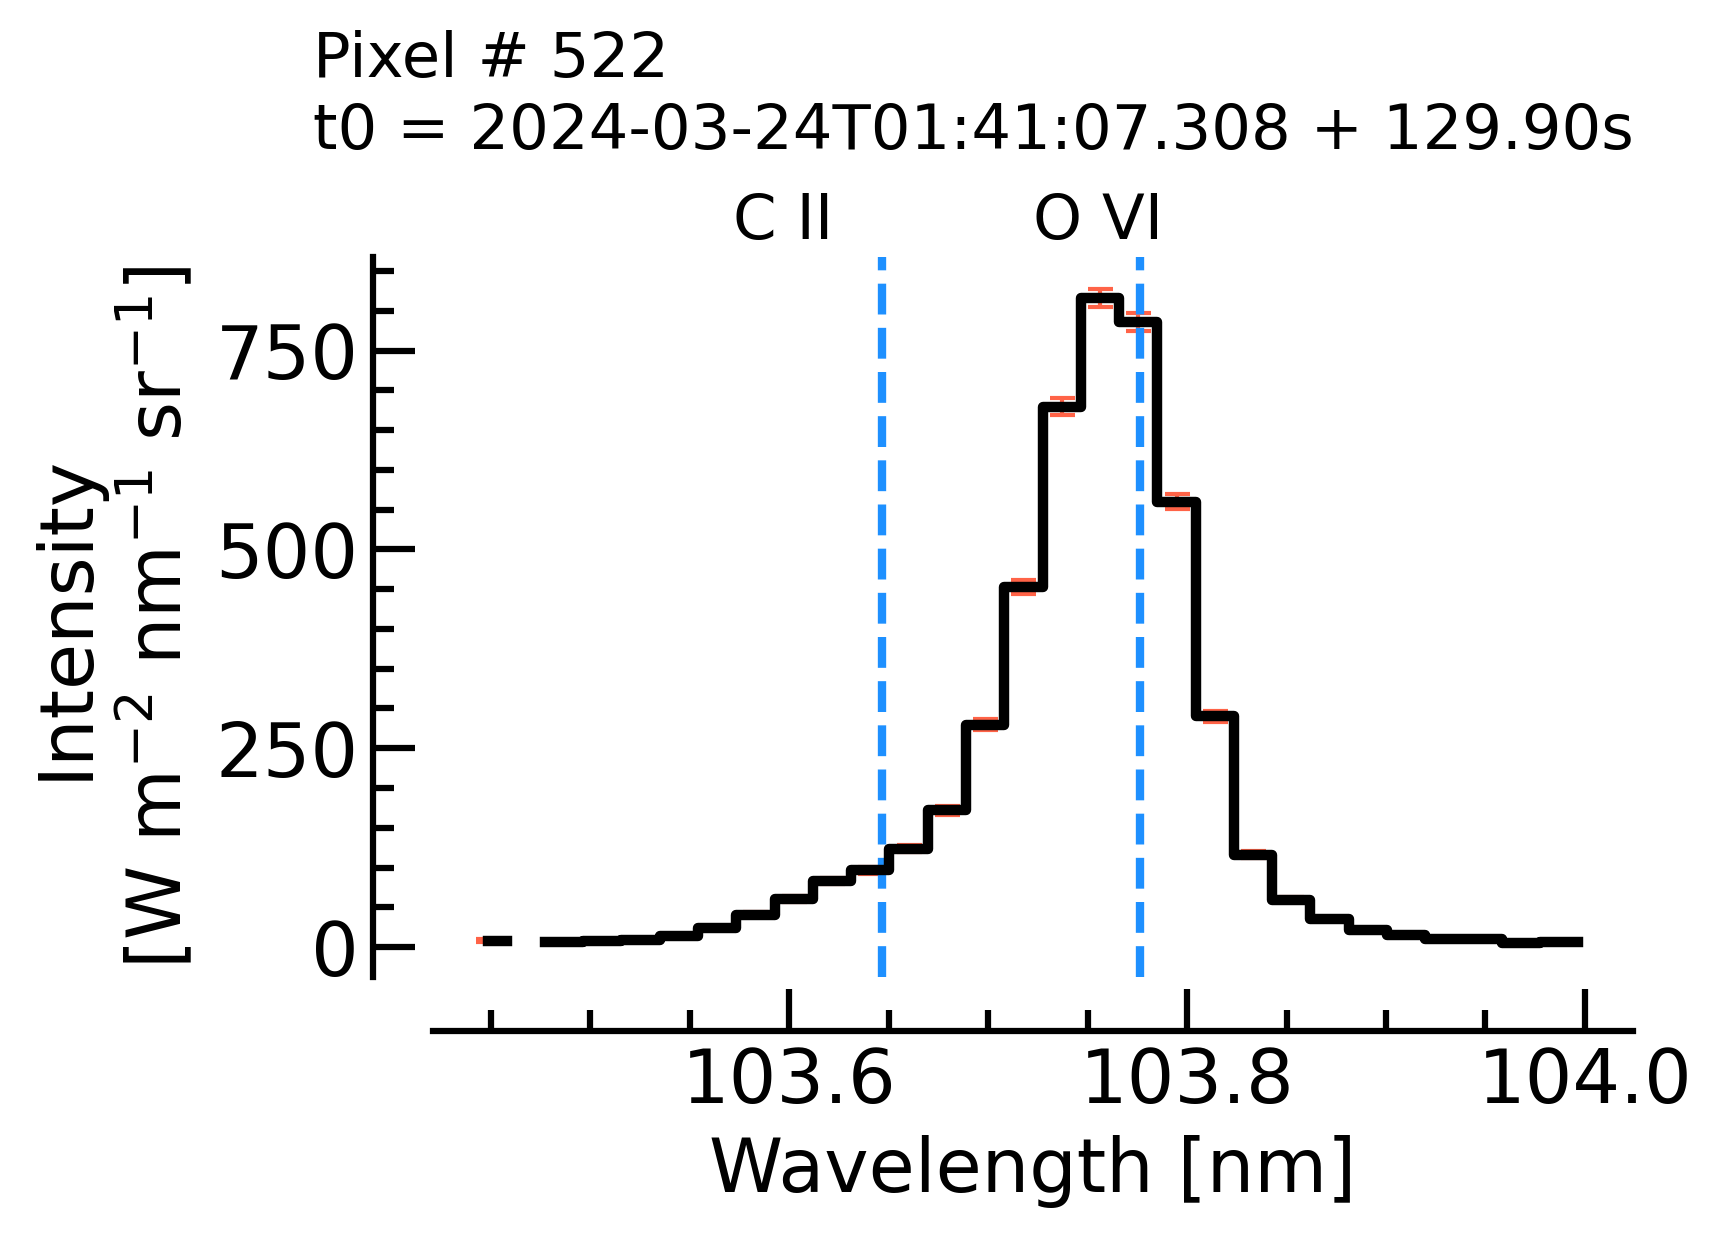 Pixel # 522
t0 = 2024-03-24T01:41:07.308 + 129.90s
C II O VI
Intensity
[W m⁻² nm⁻¹ sr⁻¹]
750
500
250
0
103.6 103.8 104.0
Wavelength [nm]